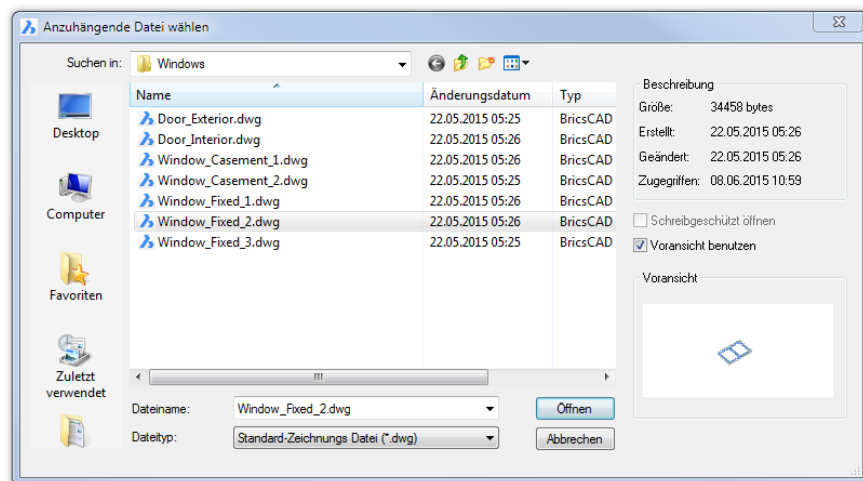 Anzuhängende Datei wählen
Suchen in: Windows
Name Änderungsdatum Typ
Door_Exterior.dwg 22.05.2015 05:25 BricsCAD
Door_Interior.dwg 22.05.2015 05:26 BricsCAD
Window_Casement_1.dwg 22.05.2015 05:26 BricsCAD
Window_Casement_2.dwg 22.05.2015 05:25 BricsCAD
Window_Fixed_1.dwg 22.05.2015 05:26 BricsCAD
Window_Fixed_2.dwg 22.05.2015 05:26 BricsCAD
Window_Fixed_3.dwg 22.05.2015 05:25 BricsCAD
Desktop
Computer
Favoriten
Zuletzt
verwendet
Dateiname: Window_Fixed_2.dwg Öffnen
Dateityp: Standard-Zeichnungs Datei (*.dwg) Abbrechen
Beschreibung
Größe: 34458 bytes
Erstellt: 22.05.2015 05:26
Geändert: 22.05.2015 05:26
Zugegriffen: 08.06.2015 10:59
Schreibgeschützt öffnen
Voransicht benutzen
Voransicht